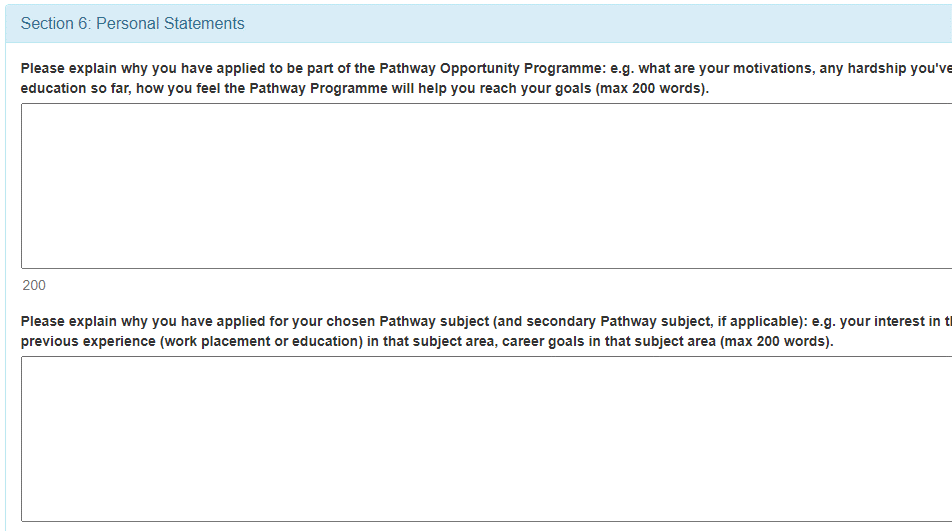 Section 6: Personal Statements
Please explain why you have applied to be part of the Pathway Opportunity Programme: e.g. what are your motivations, any hardship you've
education so far, how you feel the Pathway Programme will help you reach your goals (max 200 words).
200
Please explain why you have applied for your chosen Pathway subject (and secondary Pathway subject, if applicable): e.g. your interest in
previous experience (work placement or education) in that subject area, career goals in that subject area (max 200 words).